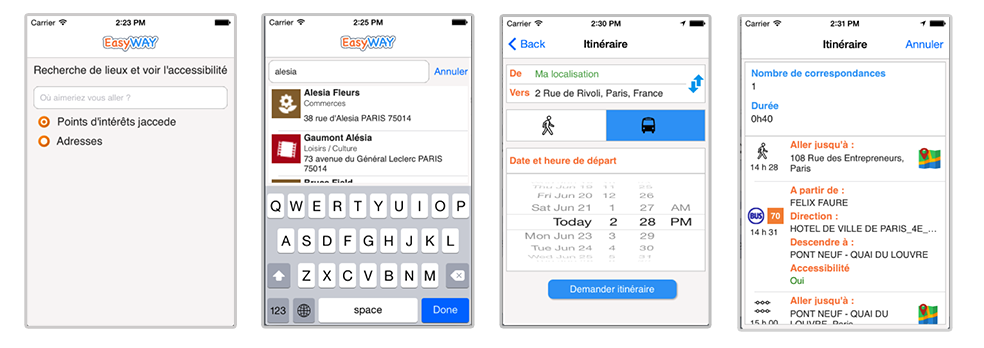 Carrier 2:23 PM
EasyWAY
Recherche de lieux et voir l'accessibilité
Où aimeriez vous aller ?
Points d'intérêts jaccede
Adresses
Carrier 2:25 PM
EasyWAY
alesia Annuler
Alesia Fleurs
Commerces
38 rue d'Alesia PARIS 75014
Gaumont Alésia
Loisirs / Culture
73 avenue du Général Leclerc PARIS
75014
Bruce Field
Q W E R T Y U I O P
A S D F G H J K L
Z X C V B N M
123 space Done
Carrier 2:30 PM
Back Itinéraire
De Ma localisation
Vers 2 Rue de Rivoli, Paris, France
Date et heure de départ
Thu Jun 19 11 25
Fri Jun 20 12 26
Sat Jun 21 1 27 AM
Today 2 28 PM
Mon Jun 23 3 29
Tue Jun 24 4 30
Wed Jun 25 5 31
Demander itinéraire
Carrier 2:31 PM
Itinéraire Annuler
Nombre de correspondances
1
Durée
0h40
Aller jusqu'à :
108 Rue des Entrepreneurs,
Paris
14 h 28
A partir de :
FELIX FAURE
BUS 70 Direction :
14 h 31 HOTEL DE VILLE DE PARIS_4E_...
Descendre à :
PONT NEUF - QUAI DU LOUVRE
Accessibilité
Oui
Aller jusqu'à :
PONT NEUF - QUAI DU
LOUVRE, Paris
15 h 00